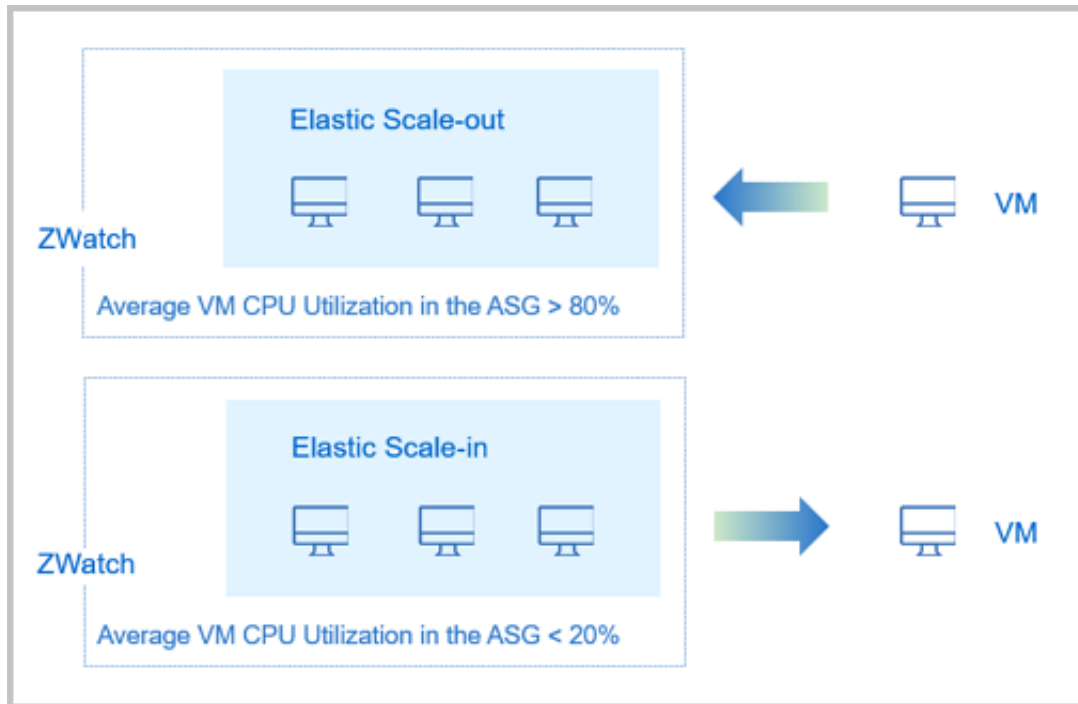 Elastic Scale-out
VM
ZWatch
Average VM CPU Utilization in the ASG > 80%
Elastic Scale-in
VM
ZWatch
Average VM CPU Utilization in the ASG < 20%